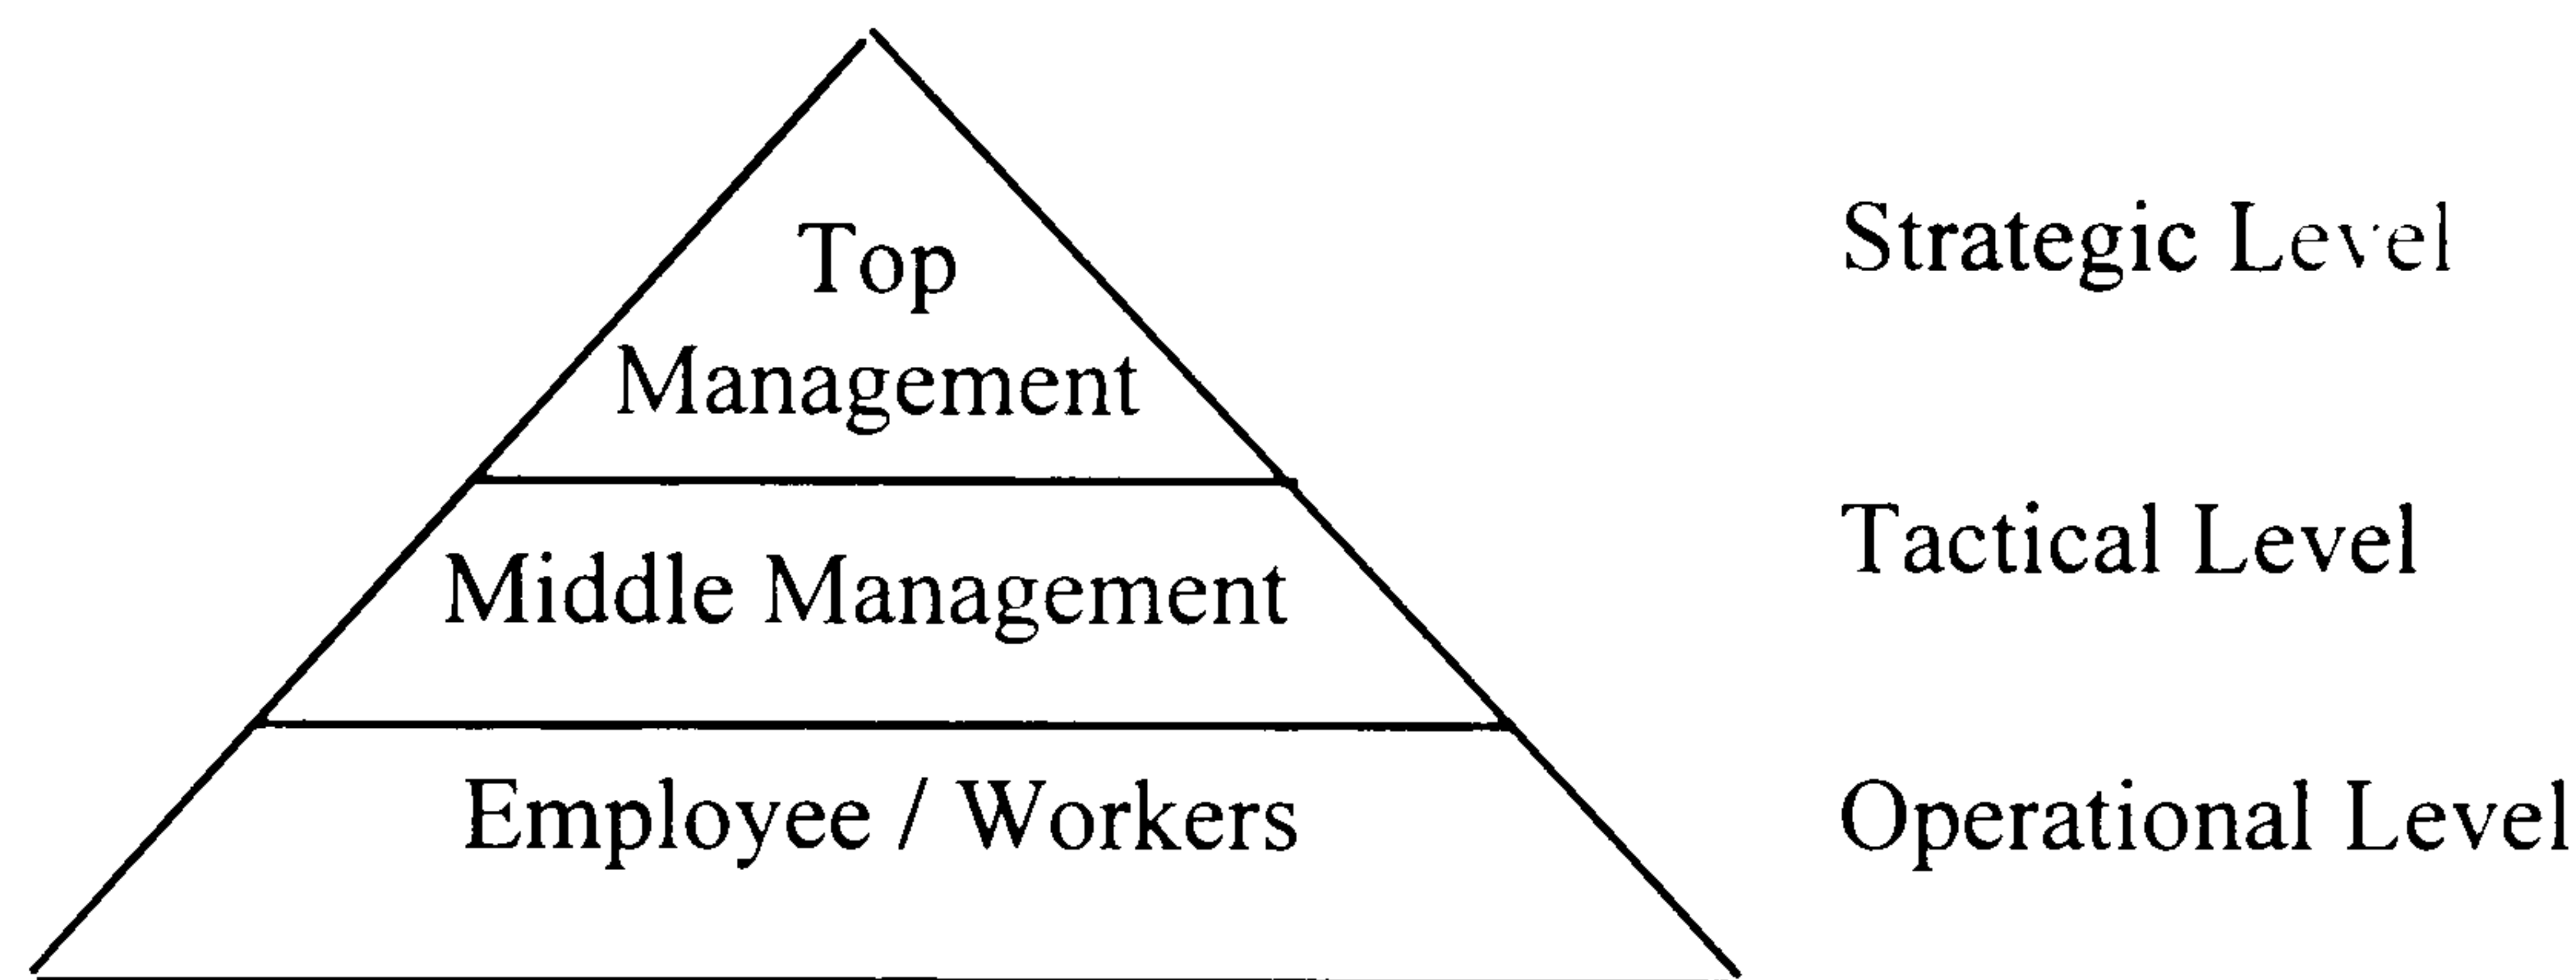 Top
Management
Strategic Level
Middle Management
Tactical Level
Employee / Workers
Operational Level